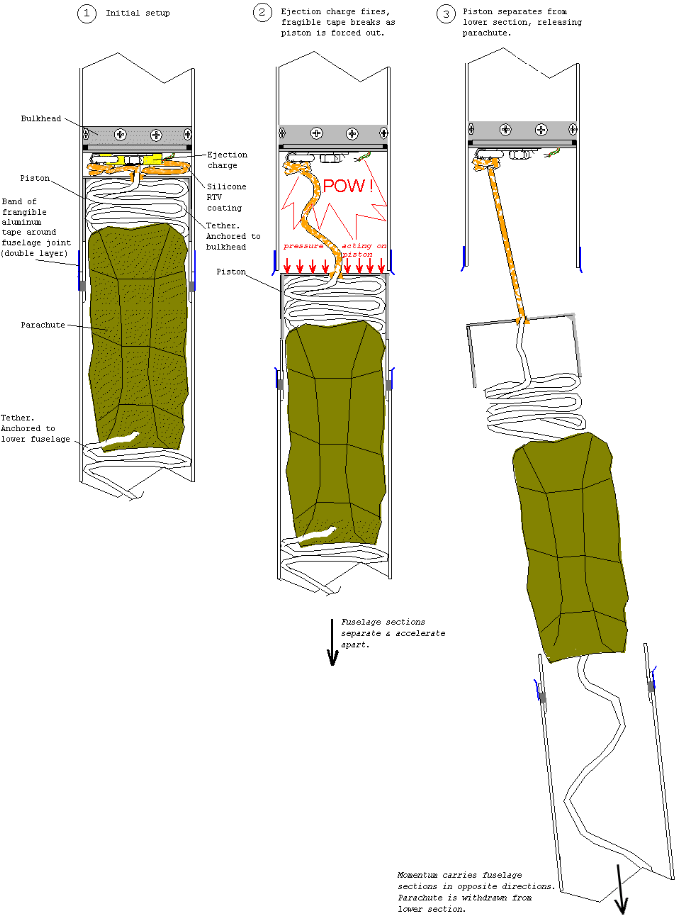 1 Initial setup
2 Ejection charge fires,
fragible tape breaks as
piston is forced out.
3 Piston separates from
lower section, releasing
parachute.
Bulkhead
Ejection
charge
Piston
Silicone
RTV
coating
Band of
frangible
aluminum
tape around
fuselage joint
(double layer)
Tether.
Anchored to
bulkhead
POW !
pressure acting on
piston
Piston
Parachute
Tether.
Anchored to
lower fuselage
Fuselage sections
separate & accelerate
apart.
Momentum carries fuselage
sections in opposite directions.
Parachute is withdrawn from
lower section.